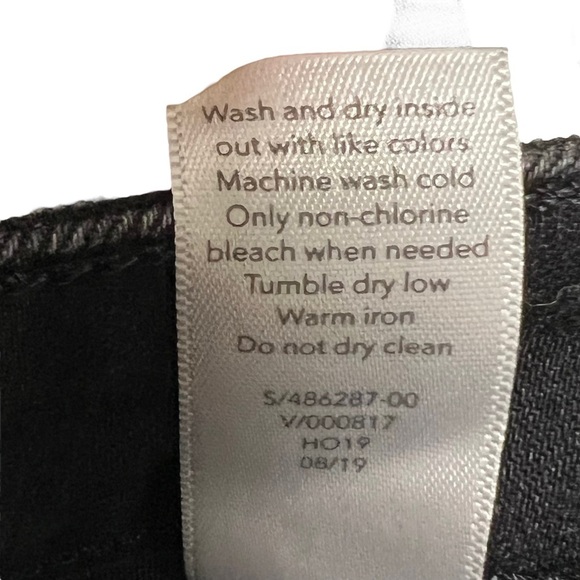 Wash and dry inside
out with like colors
Machine wash cold
Only non-chlorine
bleach when needed
Tumble dry low
Warm iron
Do not dry clean
S/486287-00
V/000817
HO19
08/19